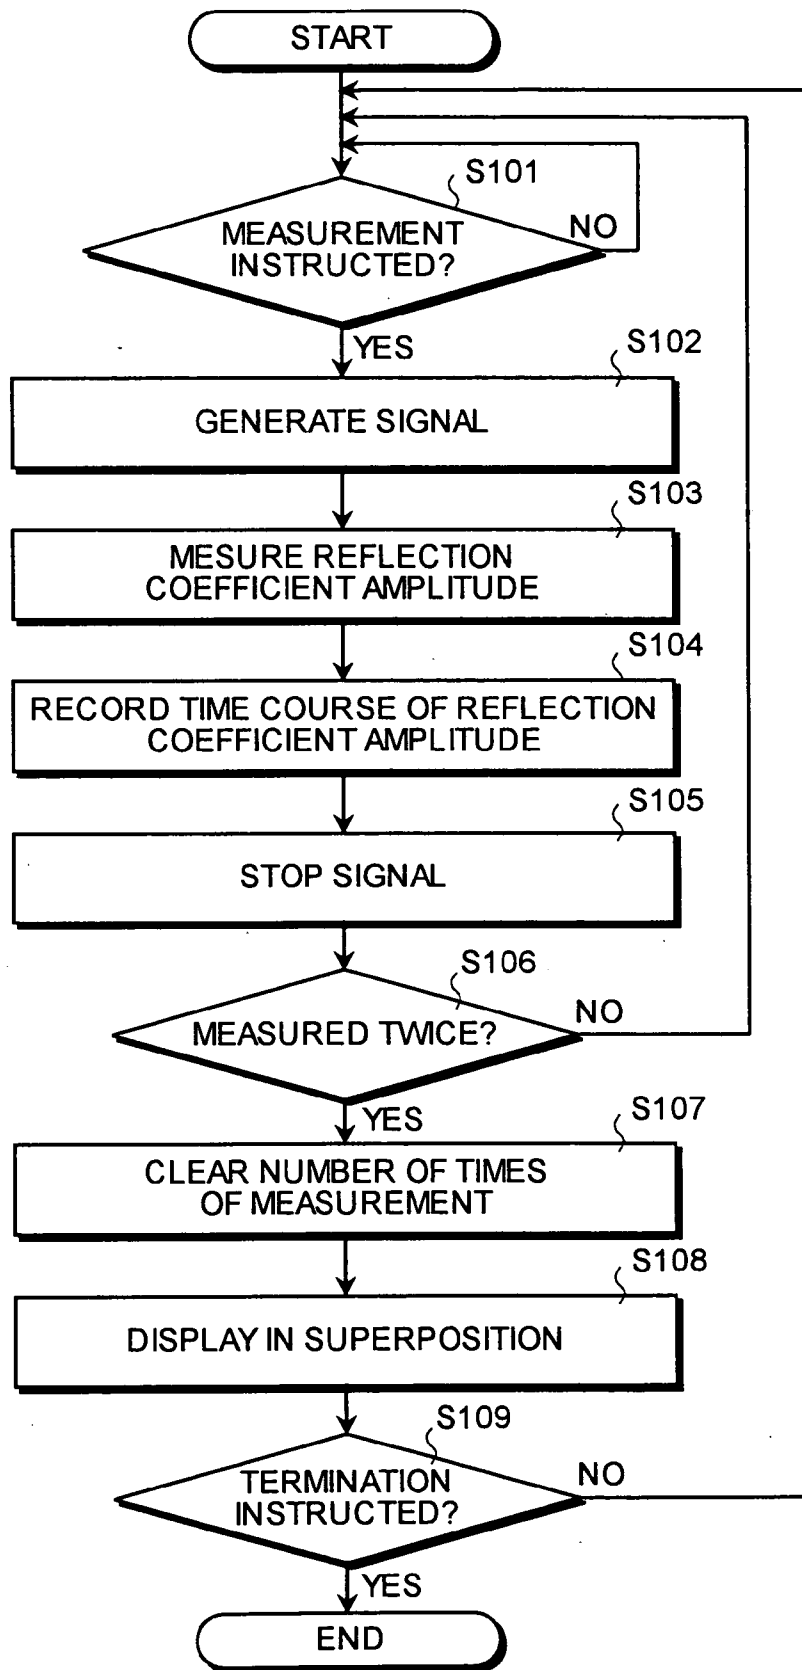 START
S101
MEASUREMENT
INSTRUCTED?
NO
YES
S102
GENERATE SIGNAL
S103
MESURE REFLECTION
COEFFICIENT AMPLITUDE
S104
RECORD TIME COURSE OF REFLECTION
COEFFICIENT AMPLITUDE
S105
STOP SIGNAL
S106
MEASURED TWICE?
NO
YES
S107
CLEAR NUMBER OF TIMES
OF MEASUREMENT
S108
DISPLAY IN SUPERPOSITION
S109
TERMINATION
INSTRUCTED?
NO
YES
END